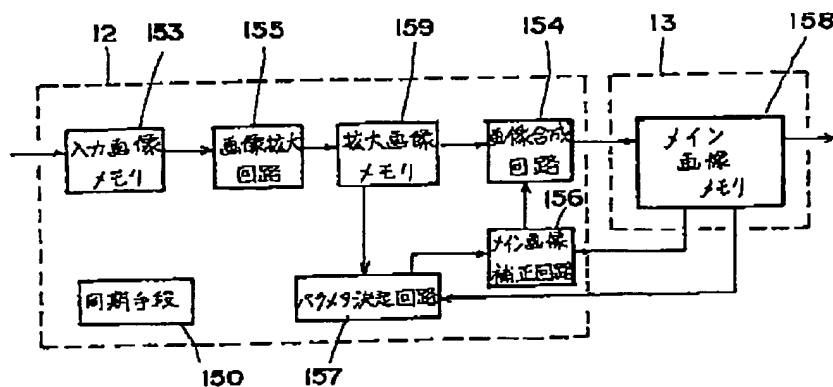 12
153
155
159
154
13
158
入力画像
メモリ
画像拡大
回路
拡大画像
メモリ
画像合成
回路
メイン
画像
メモリ
156
メイン画像
補正回路
同期手段
パラメタ決定回路
150
157